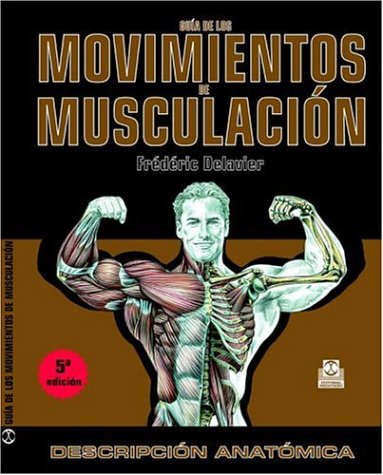 GUÍA DE LOS
MOVIMIENTOS
DE
MUSCULACIÓN
Frédéric Delavier
5ª
edición
DESCRIPCIÓN ANATÓMICA
GUÍA DE LOS MOVIMIENTOS DE MUSCULACIÓN